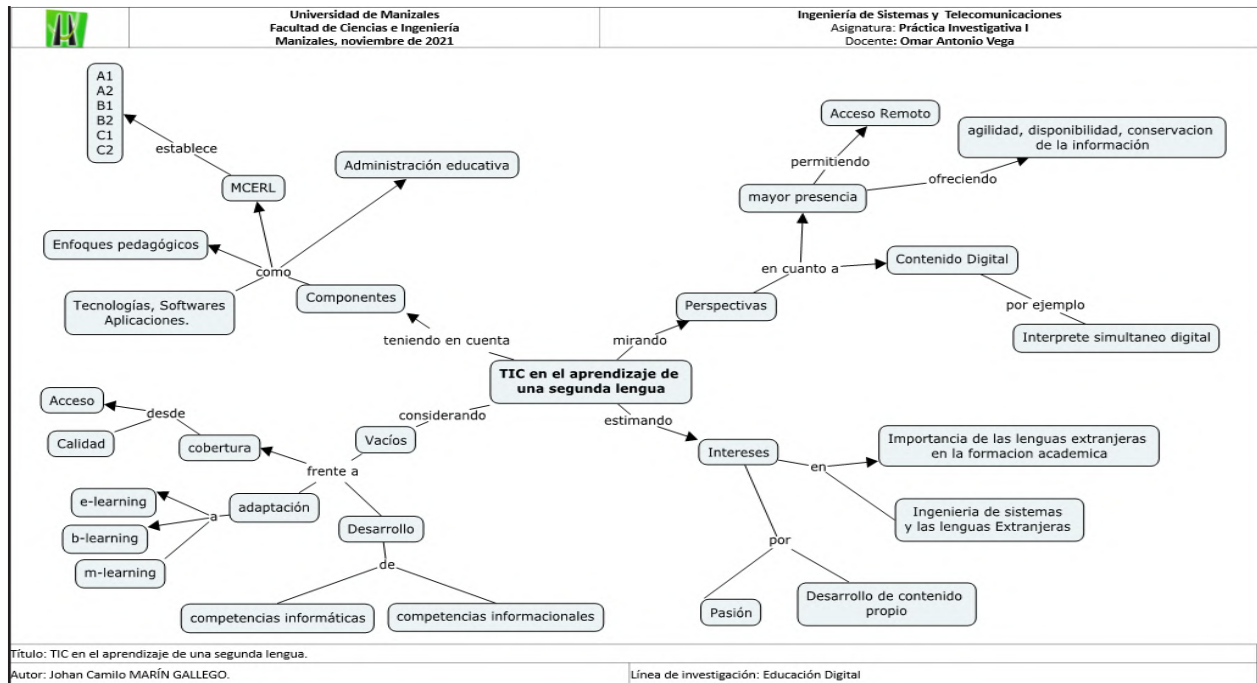 Universidad de Manizales
Facultad de Ciencias e Ingeniería
Manizales, noviembre de 2021
Ingeniería de Sistemas y Telecomunicaciones
Asignatura: Práctica Investigativa I
Docente: Omar Antonio Vega
A1
A2
B1
B2
C1
C2
establece
MCERL
Administración educativa
Enfoques pedagógicos
como
Tecnologías, Softwares
Aplicaciones.
Componentes
teniendo en cuenta
Acceso Remoto
permitiendo
agilidad, disponibilidad, conservacion
de la información
ofreciendo
mayor presencia
en cuanto a
Contenido Digital
Perspectivas
por ejemplo
Interprete simultaneo digital
mirando
TIC en el aprendizaje de
una segunda lengua
considerando
Vacíos
Acceso
desde
Calidad
cobertura
frente a
e-learning
a
adaptación
b-learning
m-learning
Desarrollo
de
competencias informáticas
competencias informacionales
estimando
Intereses
en
Importancia de las lenguas extranjeras
en la formacion academica
Ingenieria de sistemas
y las lenguas Extranjeras
por
Pasión
Desarrollo de contenido
propio
Título: TIC en el aprendizaje de una segunda lengua.
Autor: Johan Camilo MARÍN GALLEGO.
Línea de investigación: Educación Digital